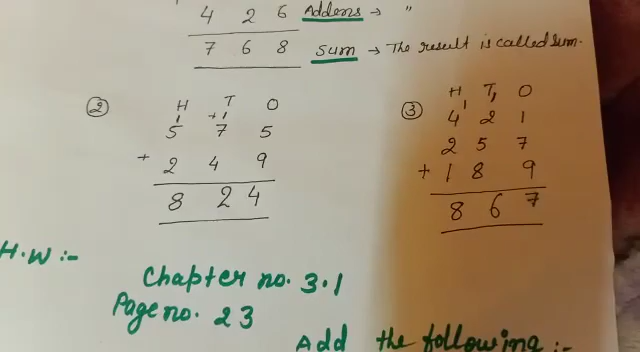 4 2 6 Addens → "
7 6 8 Sum → The result is called sum.
② H T O
1 +1
5 7 5
+ 2 4 9
8 2 4
③ H T O
1 1
4 2 1
2 5 7
+ 1 8 9
8 6 7
H.W :-
Chapter no. 3.1
Page no. 23
Add the following :-